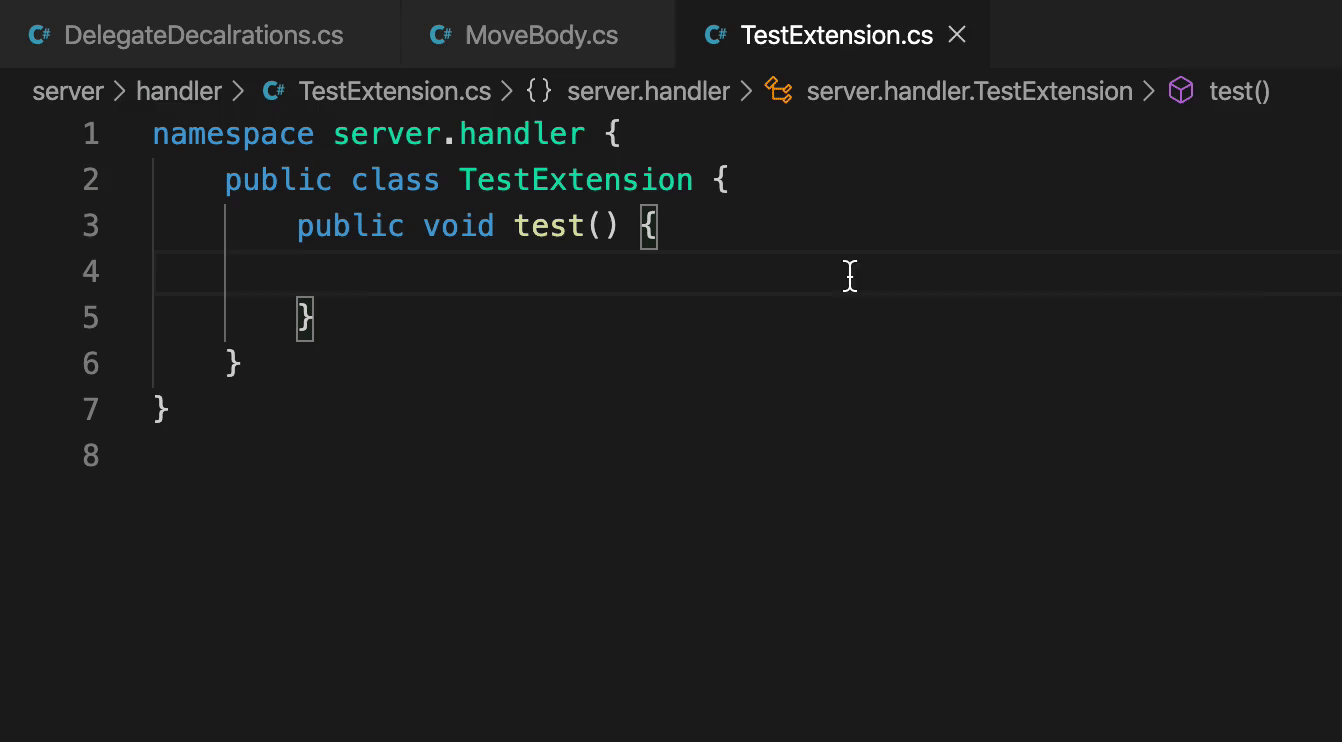 C# DelegateDecalrations.cs C# MoveBody.cs C# TestExtension.cs
server > handler > C# TestExtension.cs > {} server.handler > server.handler.TestExtension > test()
1 namespace server.handler {
2 public class TestExtension {
3 public void test() {
4
5 }
6 }
7 }
8